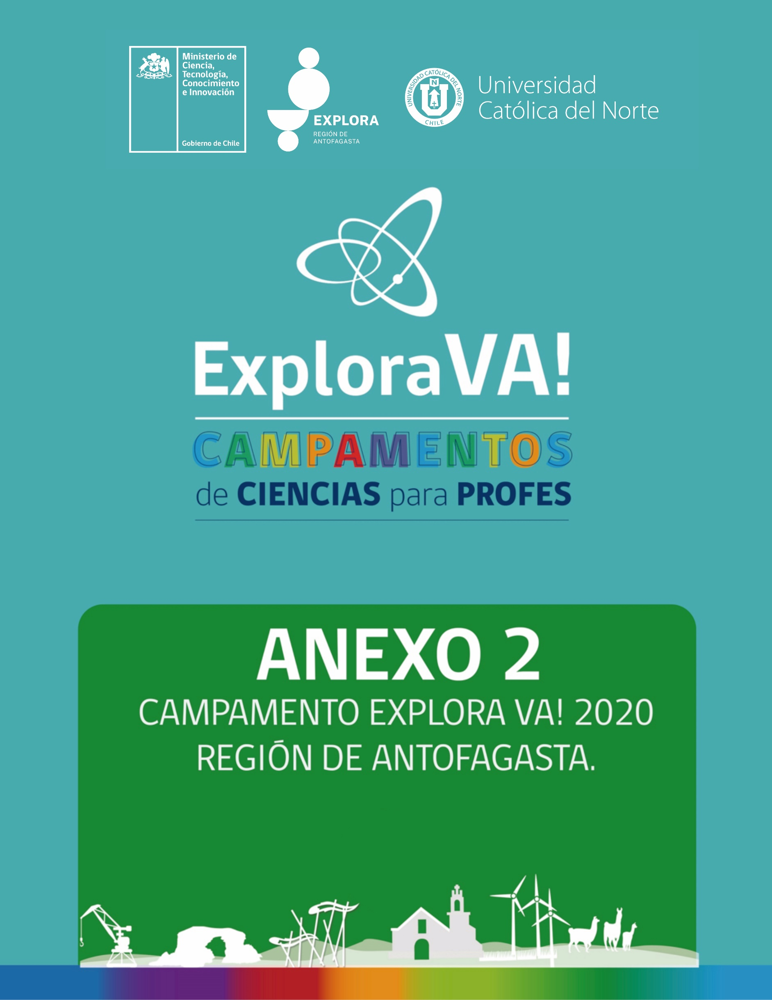 Ministerio de
Ciencia,
Tecnología,
Conocimiento
e Innovación
Gobierno de Chile
EXPLORA
REGIÓN DE
ANTOFAGASTA
UNIVERSIDAD CATÓLICA DEL NORTE
N
CHILE
Universidad
Católica del Norte
ExploraVA!
CAMPAMENTOS
de CIENCIAS para PROFES
ANEXO 2
CAMPAMENTO EXPLORA VA! 2020
REGIÓN DE ANTOFAGASTA.